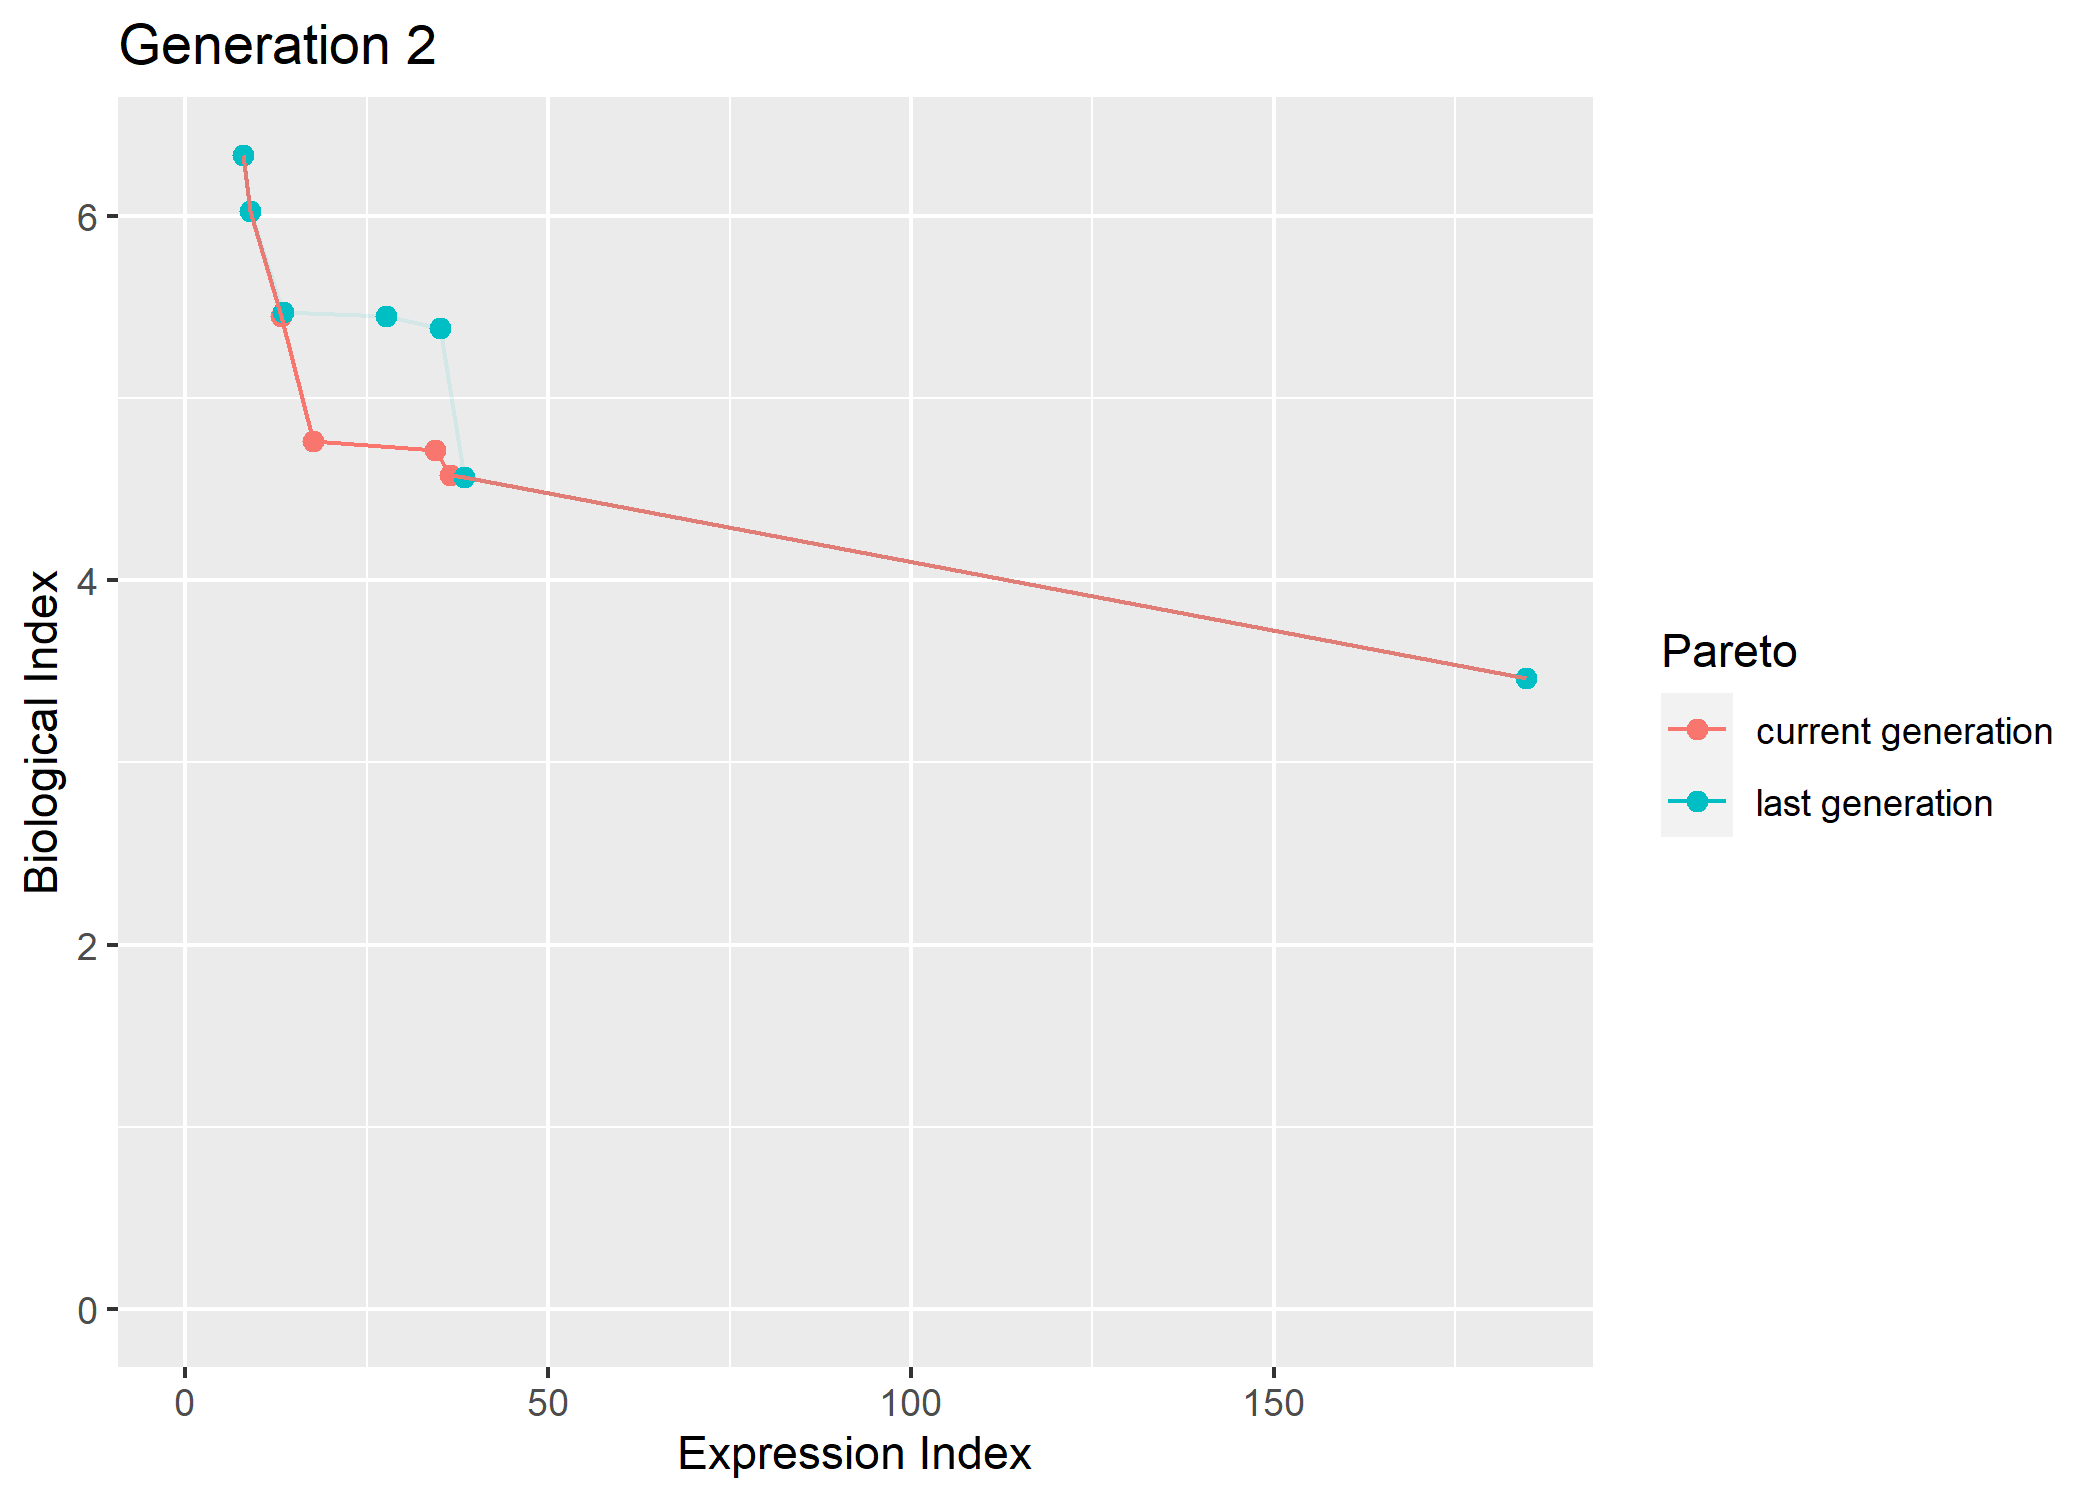 Generation 2
Biological Index
6
4
2
0
0 50 100 150
Expression Index
Pareto
current generation
last generation